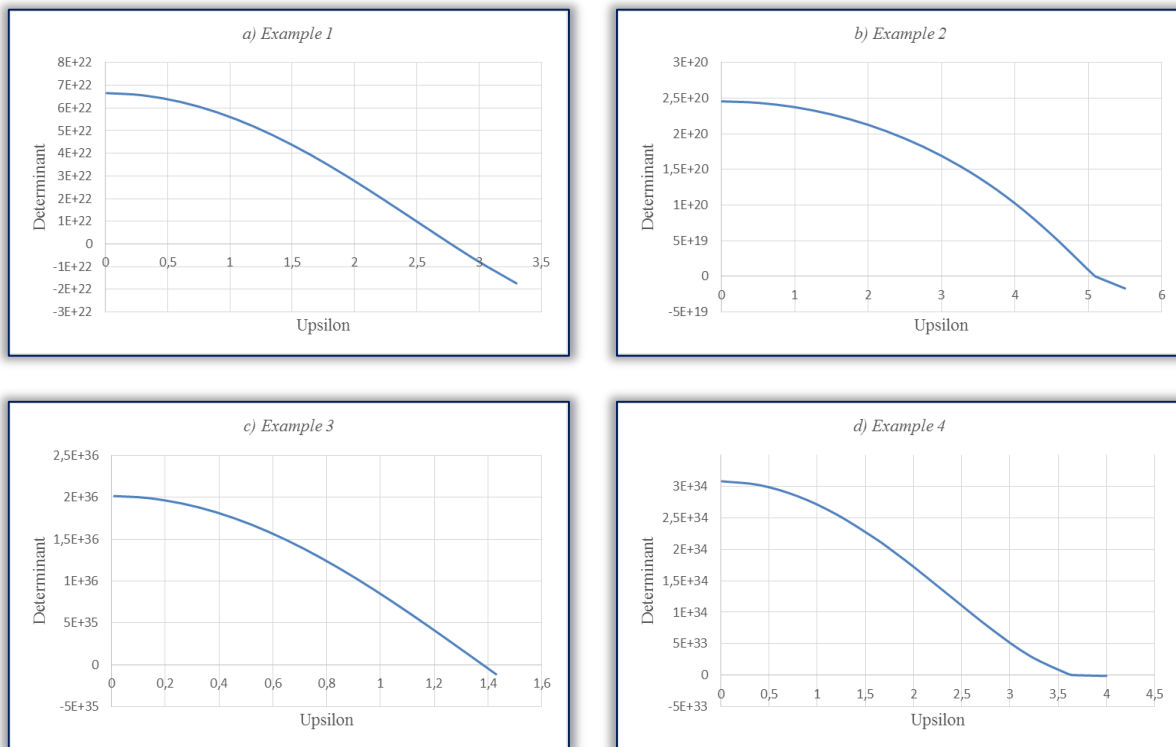 a) Example 1
8E+22
7E+22
6E+22
5E+22
4E+22
3E+22
2E+22
1E+22
0
-1E+22
-2E+22
-3E+22
Determinant
0 0,5 1 1,5 2 2,5 3 3,5
Upsilon
b) Example 2
3E+20
2,5E+20
2E+20
1,5E+20
1E+20
5E+19
0
-5E+19
Determinant
0 1 2 3 4 5 6
Upsilon
c) Example 3
2,5E+36
2E+36
1,5E+36
1E+36
5E+35
0
-5E+35
Determinant
0 0,2 0,4 0,6 0,8 1 1,2 1,4 1,6
Upsilon
d) Example 4
3E+34
2,5E+34
2E+34
1,5E+34
1E+34
5E+33
0
-5E+33
Determinant
0 0,5 1 1,5 2 2,5 3 3,5 4 4,5
Upsilon